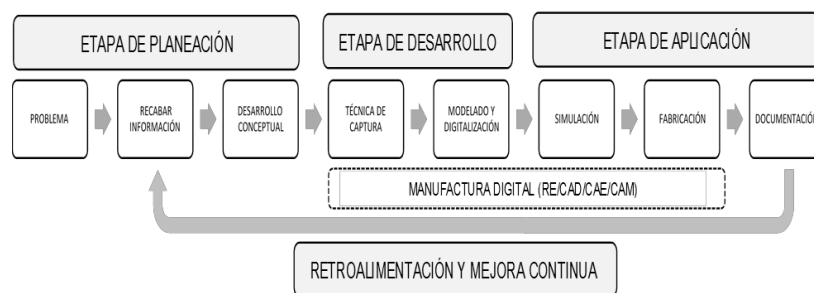 ETAPA DE PLANEACIÓN
ETAPA DE DESARROLLO
ETAPA DE APLICACIÓN
PROBLEMA
RECABAR
INFORMACIÓN
DESARROLLO
CONCEPTUAL
TÉCNICA DE
CAPTURA
MODELADO Y
DIGITALIZACIÓN
SIMULACIÓN
FABRICACIÓN
DOCUMENTACIÓN
MANUFACTURA DIGITAL (RE/CAD/CAE/CAM)
RETROALIMENTACIÓN Y MEJORA CONTINUA